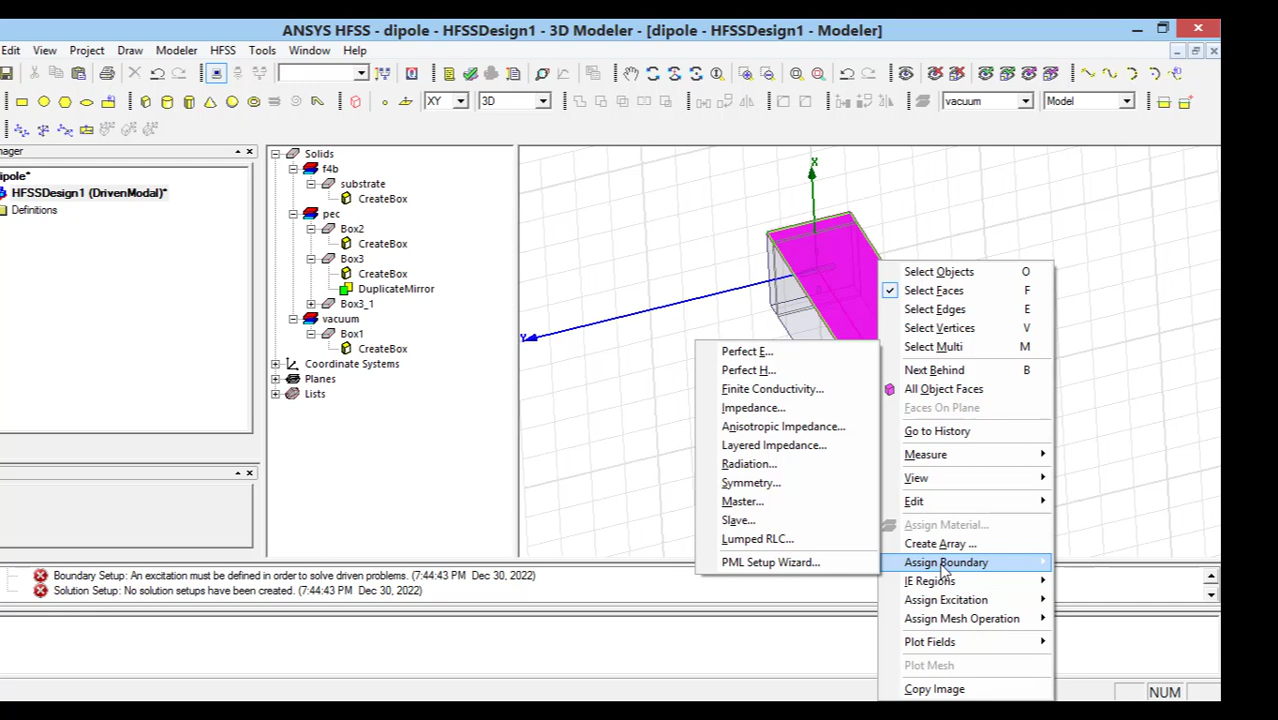 ANSYS HFSS - dipole - HFSSDesign1 - 3D Modeler - [dipole - HFSSDesign1 - Modeler]
Edit View Project Draw Modeler HFSS Tools Window Help
XY 3D vacuum Model
nager
dipole*
HFSSDesign1 (DrivenModal)*
Definitions
Solids
f4b
substrate
CreateBox
pec
Box2
CreateBox
Box3
CreateBox
DuplicateMirror
Box3_1
vacuum
Box1
CreateBox
Coordinate Systems
Planes
Lists
X
Y
Select Objects O
Select Faces F
Select Edges E
Select Vertices V
Select Multi M
Next Behind B
All Object Faces
Faces On Plane
Go to History
Measure
View
Edit
Assign Material...
Create Array ...
Assign Boundary
IE Regions
Assign Excitation
Assign Mesh Operation
Plot Fields
Plot Mesh
Copy Image
Perfect E...
Perfect H...
Finite Conductivity...
Impedance...
Anisotropic Impedance...
Layered Impedance...
Radiation...
Symmetry...
Master...
Slave...
Lumped RLC...
PML Setup Wizard...
Boundary Setup: An excitation must be defined in order to solve driven problems. (7:44:43 PM Dec 30, 2022)
Solution Setup: No solution setups have been created. (7:44:43 PM Dec 30, 2022)
NUM